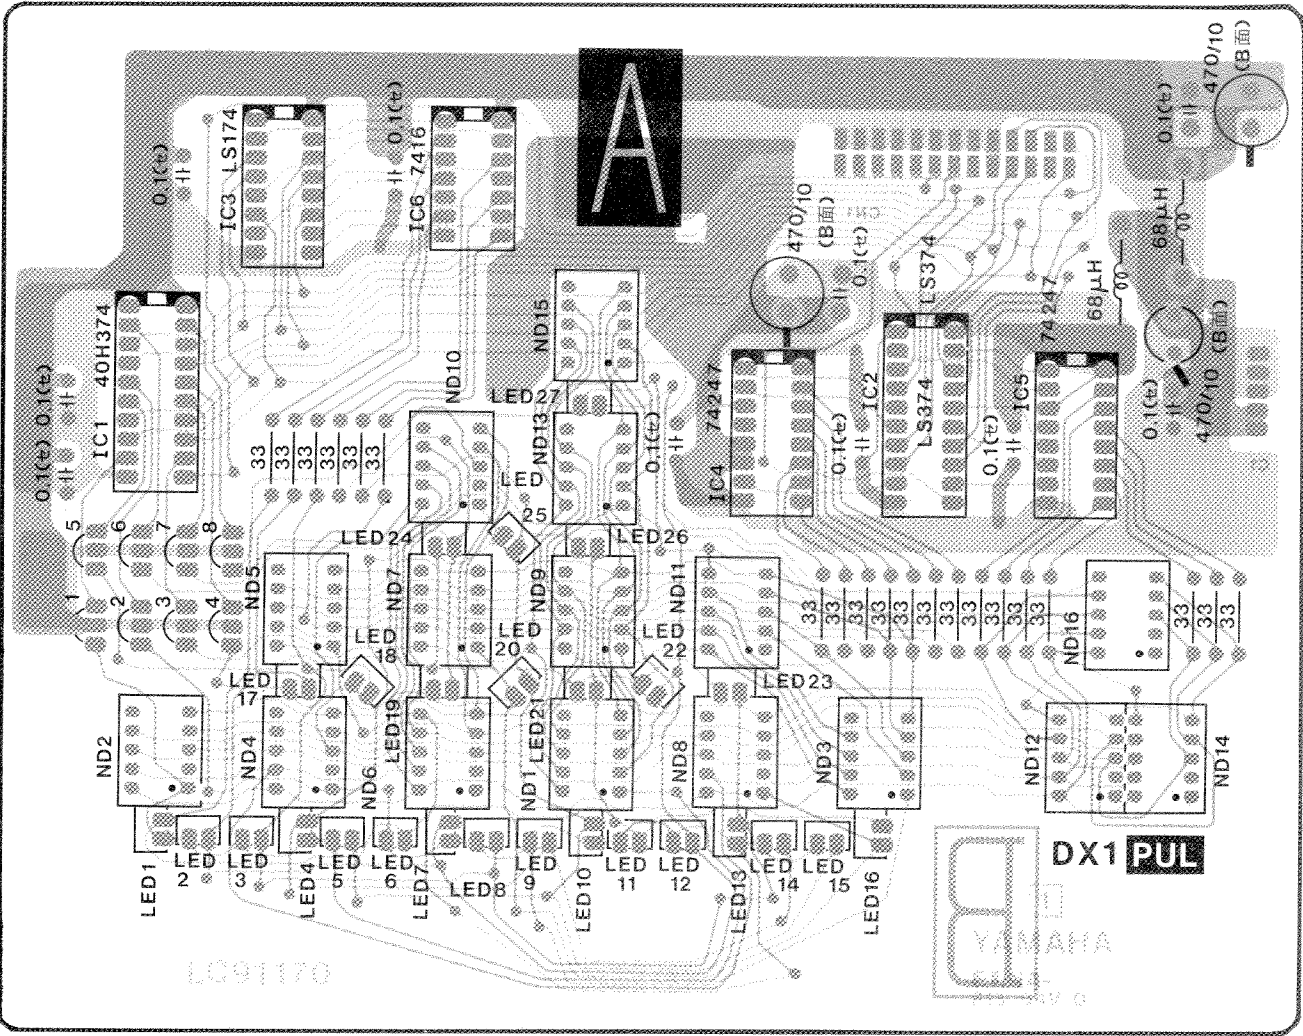 A
470/10
(B面)
0.1(セ)
LS174
IC3
0.1(セ)
0.1(セ)
7416
IC6
470/10
(B面)
0.1(セ)
CN1
68μH
68μH
LS374
74247
40H374
IC1
0.1(セ)
0.1(セ)
ND15
ND10
LED27
ND13
0.1(セ)
74247
IC4
0.1(セ)
IC2
LS374
0.1(セ)
IC5
0.1(セ)
470/10
(B面)
33
33
33
33
33
33
LED
25
LED24
LED26
5
6
7
8
1
2
3
4
ND5
ND7
ND9
ND11
LED
18
LED
20
LED
22
33
33
33
33
33
33
33
33
33
33
33
ND16
33
33
33
LED
17
LED19
LED21
LED23
ND2
ND4
ND6
ND1
ND8
ND3
ND12
ND14
LED1
LED
2
LED
3
LED4
LED
5
LED
6
LED7
LED8
LED
9
LED10
LED
11
LED
12
LED13
LED
14
LED
15
LED16
DX1 PUL
B
YAMAHA
LC91170